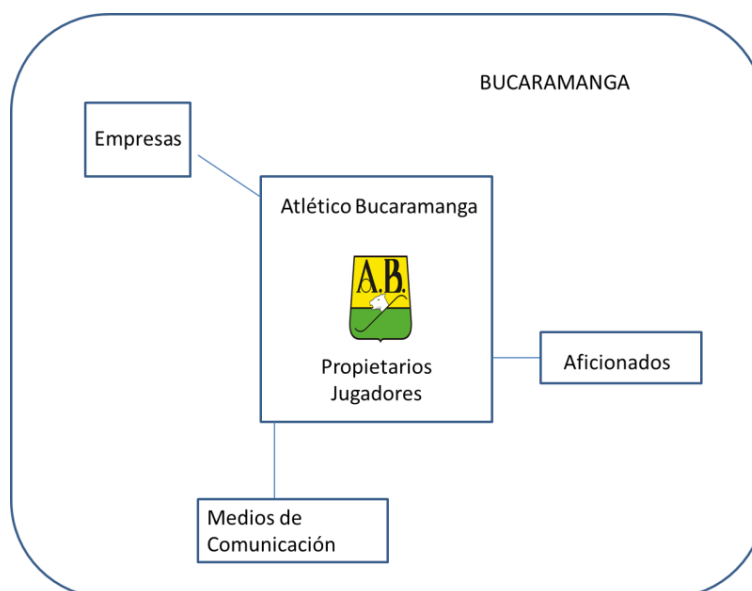 BUCARAMANGA
Empresas
Atlético Bucaramanga
A.B.
Propietarios
Jugadores
Aficionados
Medios de
Comunicación